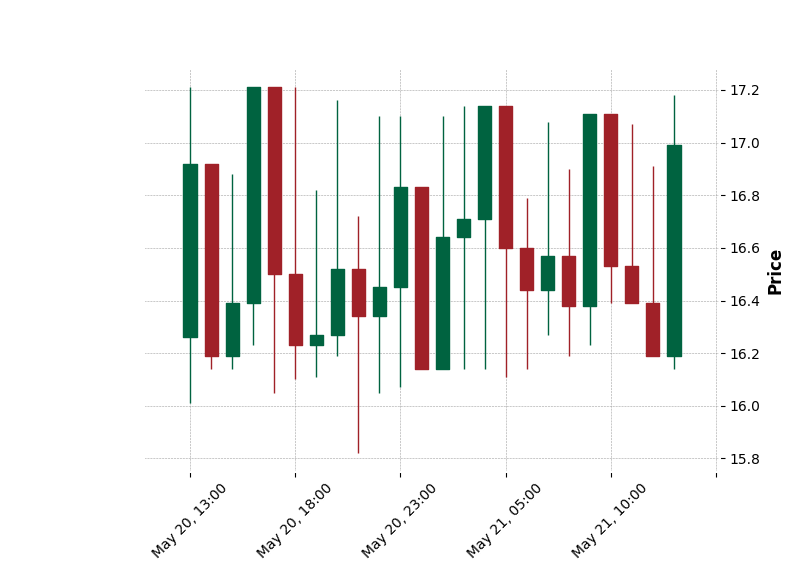 17.2
17.0
16.8
16.6
16.4
16.2
16.0
15.8
Price
May 20, 13:00
May 20, 18:00
May 20, 23:00
May 21, 05:00
May 21, 10:00